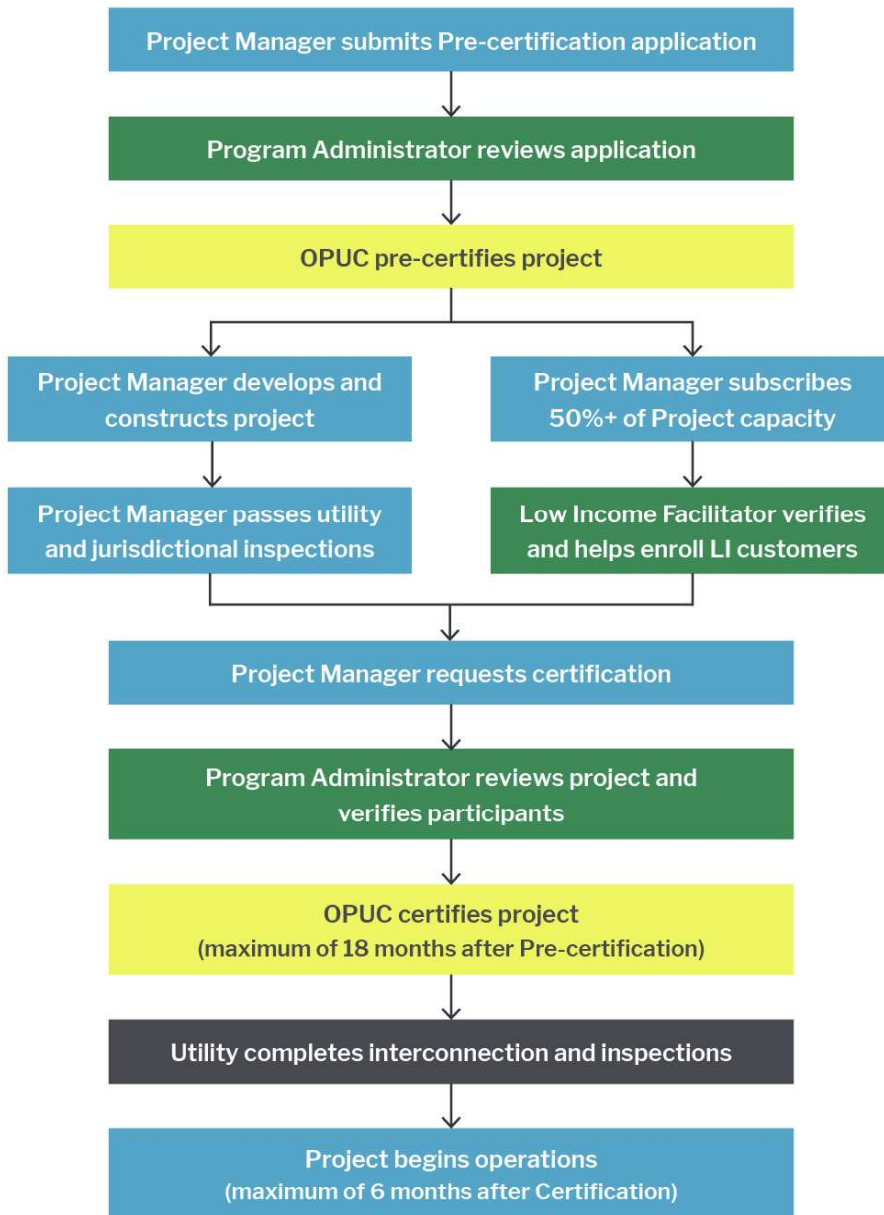 Project Manager submits Pre-certification application
Program Administrator reviews application
OPUC pre-certifies project
Project Manager develops and
constructs project
Project Manager subscribes
50%+ of Project capacity
Project Manager passes utility
and jurisdictional inspections
Low Income Facilitator verifies
and helps enroll LI customers
Project Manager requests certification
Program Administrator reviews project and
verifies participants
OPUC certifies project
(maximum of 18 months after Pre-certification)
Utility completes interconnection and inspections
Project begins operations
(maximum of 6 months after Certification)